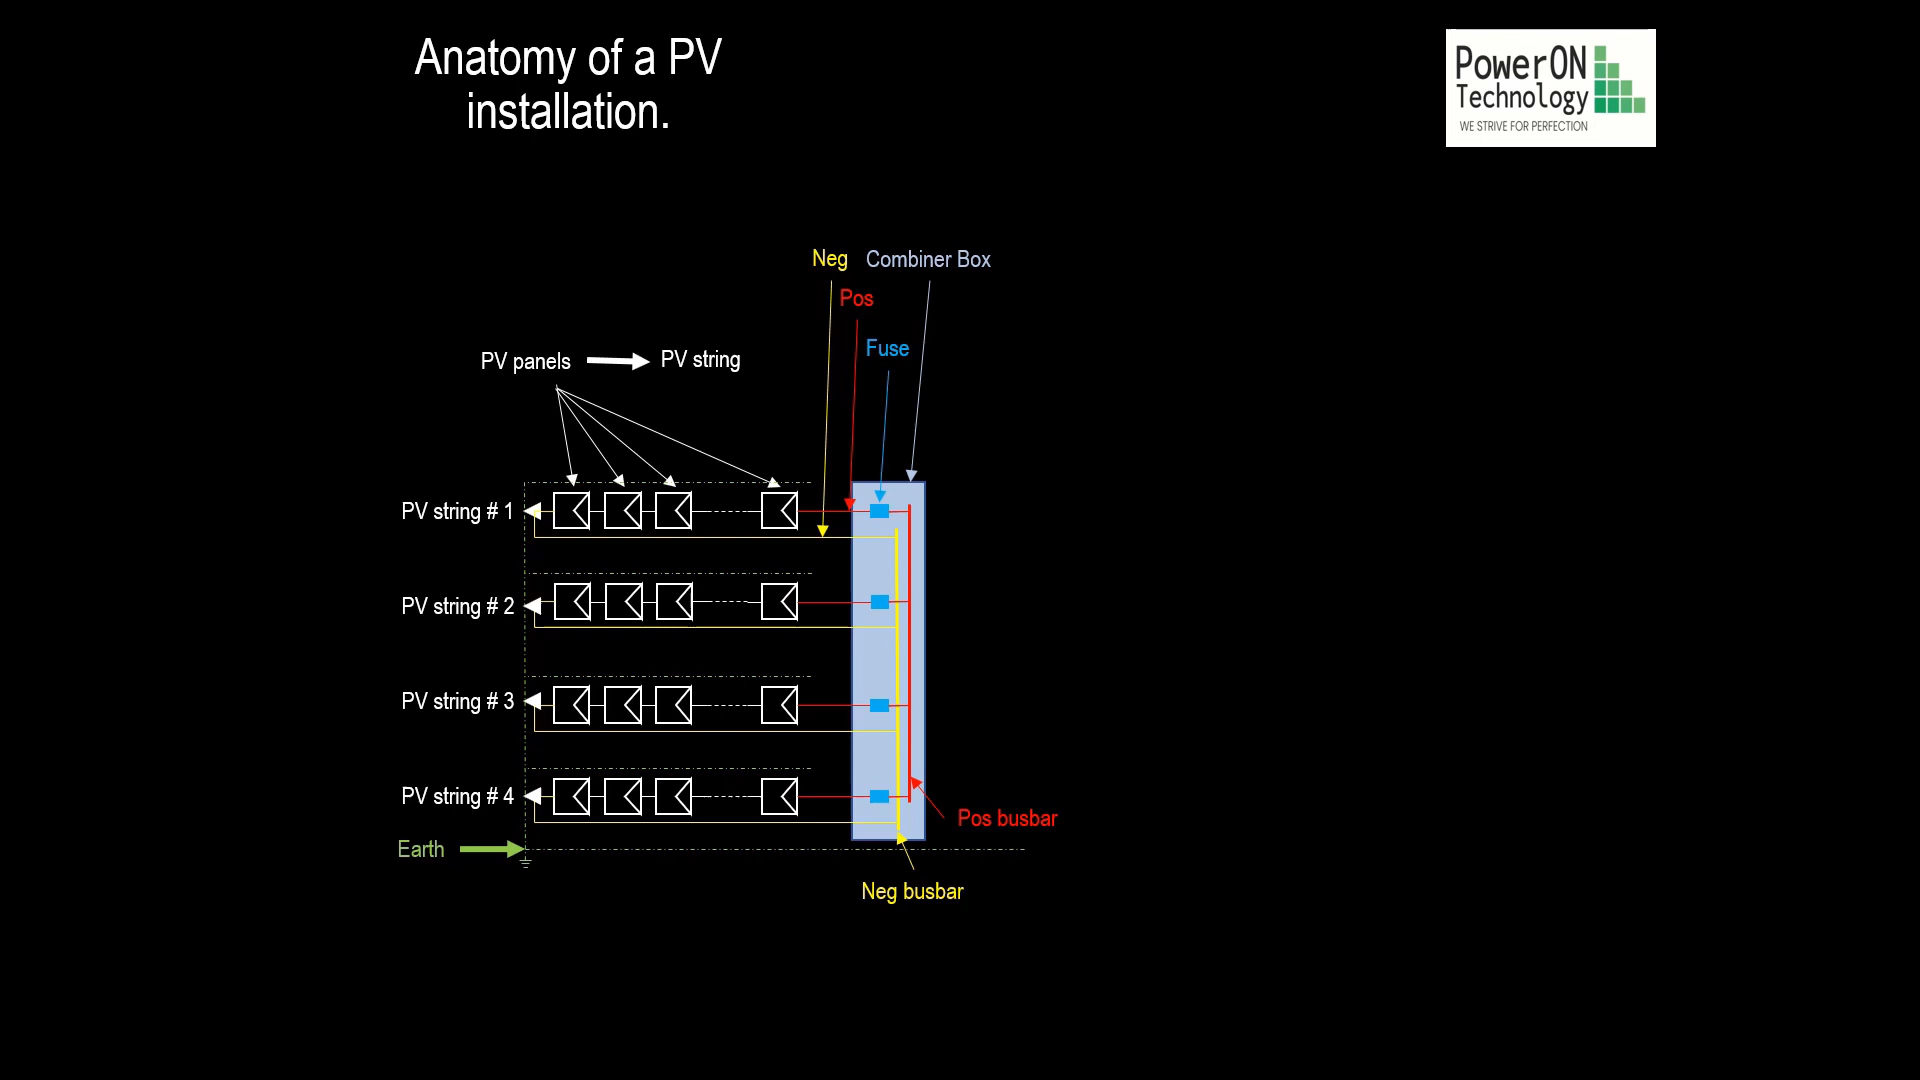 Anatomy of a PV
installation.
PowerON
Technology
WE STRIVE FOR PERFECTION
Neg
Combiner Box
Pos
Fuse
PV panels
PV string
PV string # 1
PV string # 2
PV string # 3
PV string # 4
Pos busbar
Earth
Neg busbar